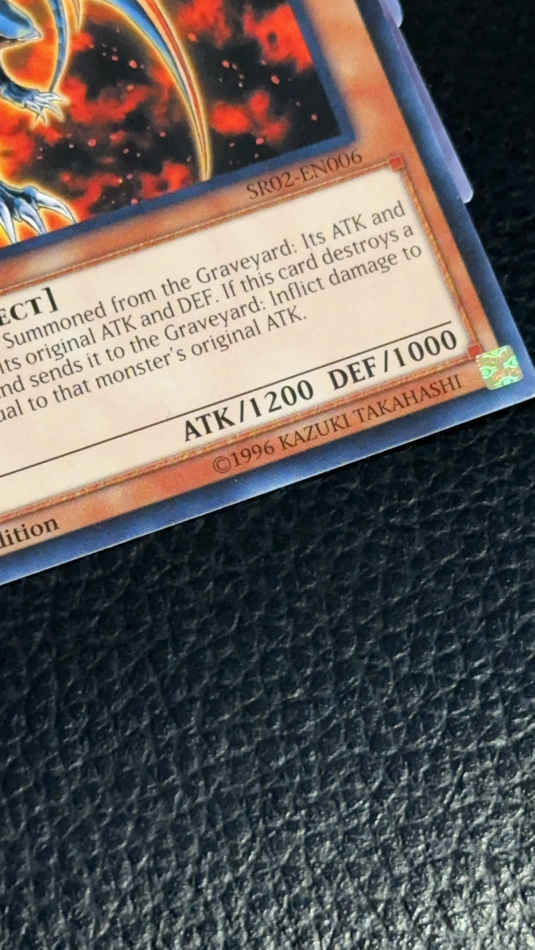 SR02-EN006
ECT]
Summoned from the Graveyard: Its ATK and
its original ATK and DEF. If this card destroys a
nd sends it to the Graveyard: Inflict damage to
ual to that monster's original ATK.
ATK/1200 DEF/1000
©1996 KAZUKI TAKAHASHI
dition